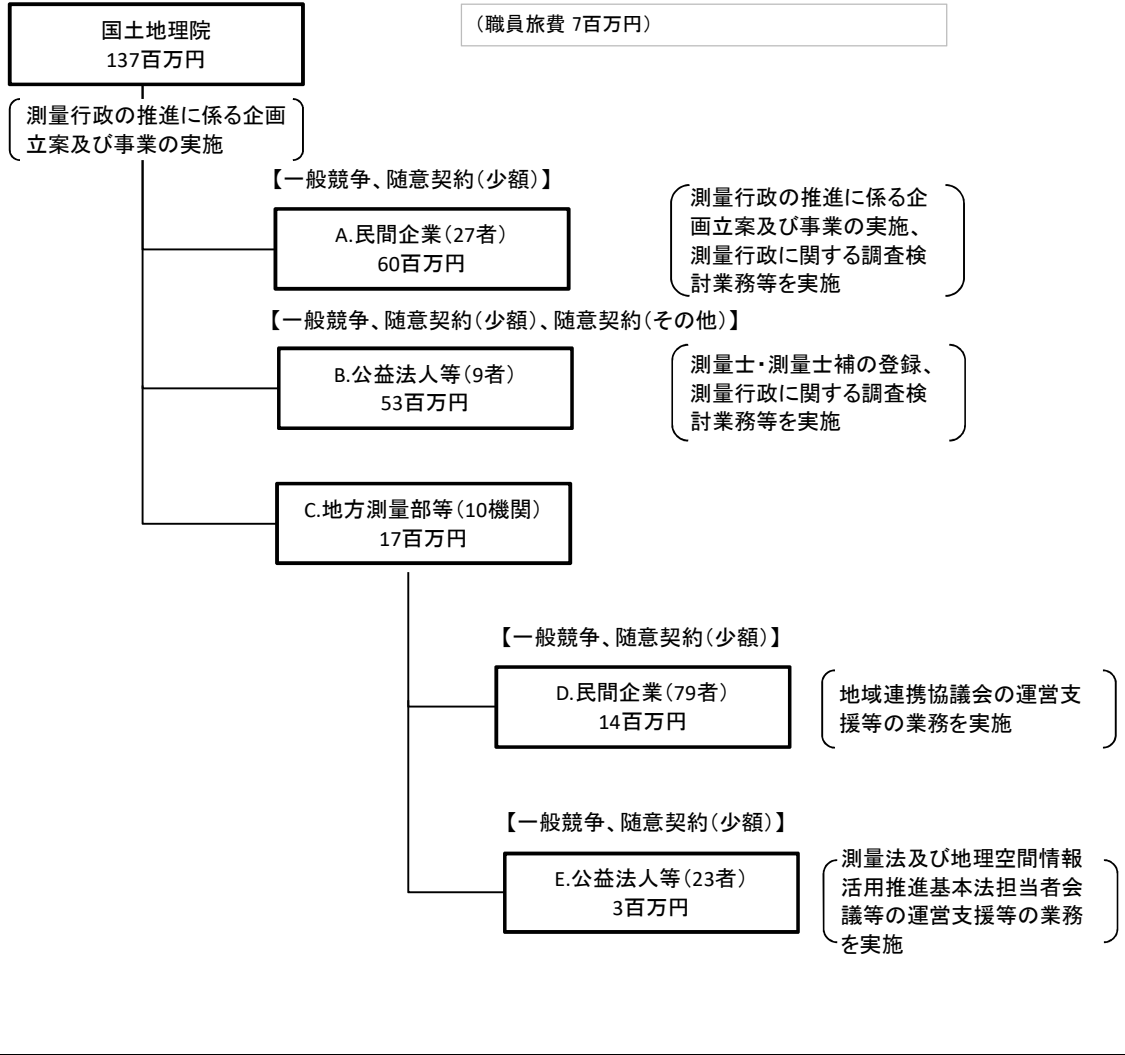 国土地理院
137百万円
（職員旅費 7百万円）
測量行政の推進に係る企画
立案及び事業の実施
【一般競争、随意契約（少額）】
A.民間企業（27者）
60百万円
測量行政の推進に係る企
画立案及び事業の実施、
測量行政に関する調査検
討業務等を実施
【一般競争、随意契約（少額）、随意契約（その他）】
B.公益法人等（9者）
53百万円
測量士・測量士補の登録、
測量行政に関する調査検
討業務等を実施
C.地方測量部等（10機関）
17百万円
【一般競争、随意契約（少額）】
D.民間企業（79者）
14百万円
地域連携協議会の運営支
援等の業務を実施
【一般競争、随意契約（少額）】
E.公益法人等（23者）
3百万円
測量法及び地理空間情報
活用推進基本法担当者会
議等の運営支援等の業務
を実施